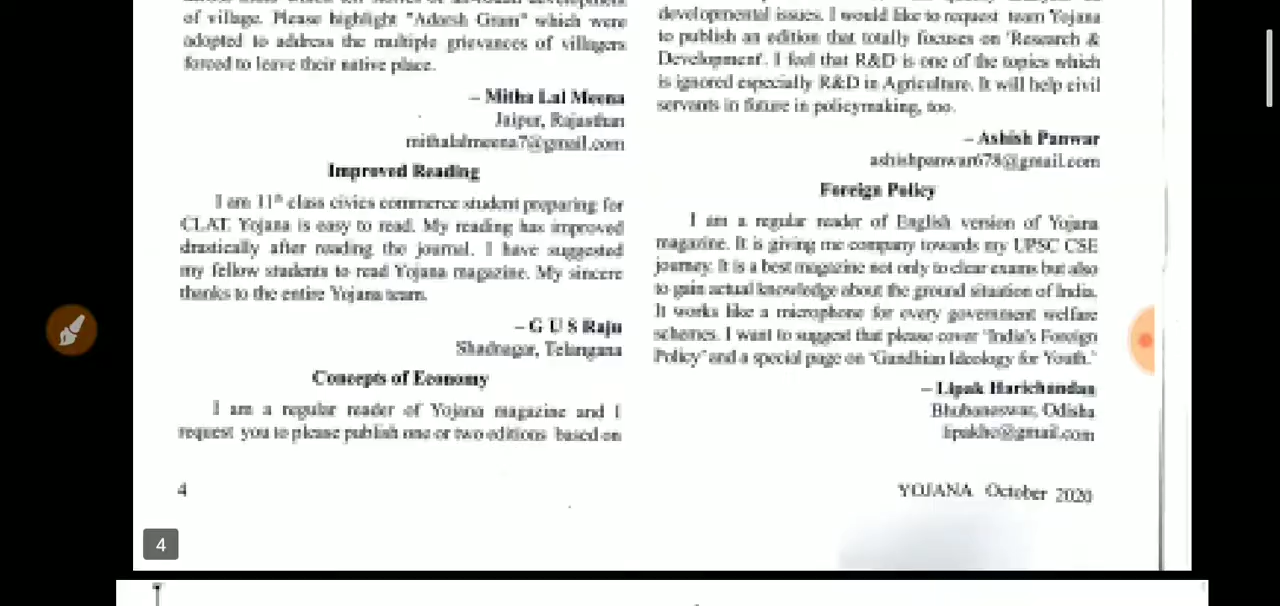 of village. Please highlight "Adarsh Gram" which were
adopted to address the multiple grievances of villagers
forced to leave their native place.
– Mitha Lal Meena
Jaipur, Rajasthan
mithalalmeena7@gmail.com
Improved Reading
I am 11th class civics commerce student preparing for
CLAT. Yojana is easy to read. My reading has improved
drastically after reading the journal. I have suggested
my fellow students to read Yojana magazine. My sincere
thanks to the entire Yojana team.
– G U S Raju
Shadnagar, Telangana
Concepts of Economy
I am a regular reader of Yojana magazine and I
request you to please publish one or two editions based on
developmental issues. I would like to request team Yojana
to publish an edition that totally focuses on 'Research &
Development'. I feel that R&D is one of the topics which
is ignored especially R&D in Agriculture. It will help civil
servants in future in policymaking, too.
– Ashish Panwar
ashishpanwar678@gmail.com
Foreign Policy
I am a regular reader of English version of Yojana
magazine. It is giving me company towards my UPSC CSE
journey. It is a best magazine not only to clear exams but also
to gain actual knowledge about the ground situation of India.
It works like a microphone for every government welfare
schemes. I want to suggest that please cover 'India's Foreign
Policy' and a special page on 'Gandhian Ideology for Youth.'
– Lipak Harichandan
Bhubaneswar, Odisha
lipakhc@gmail.com
4
YOJANA October 2020
4